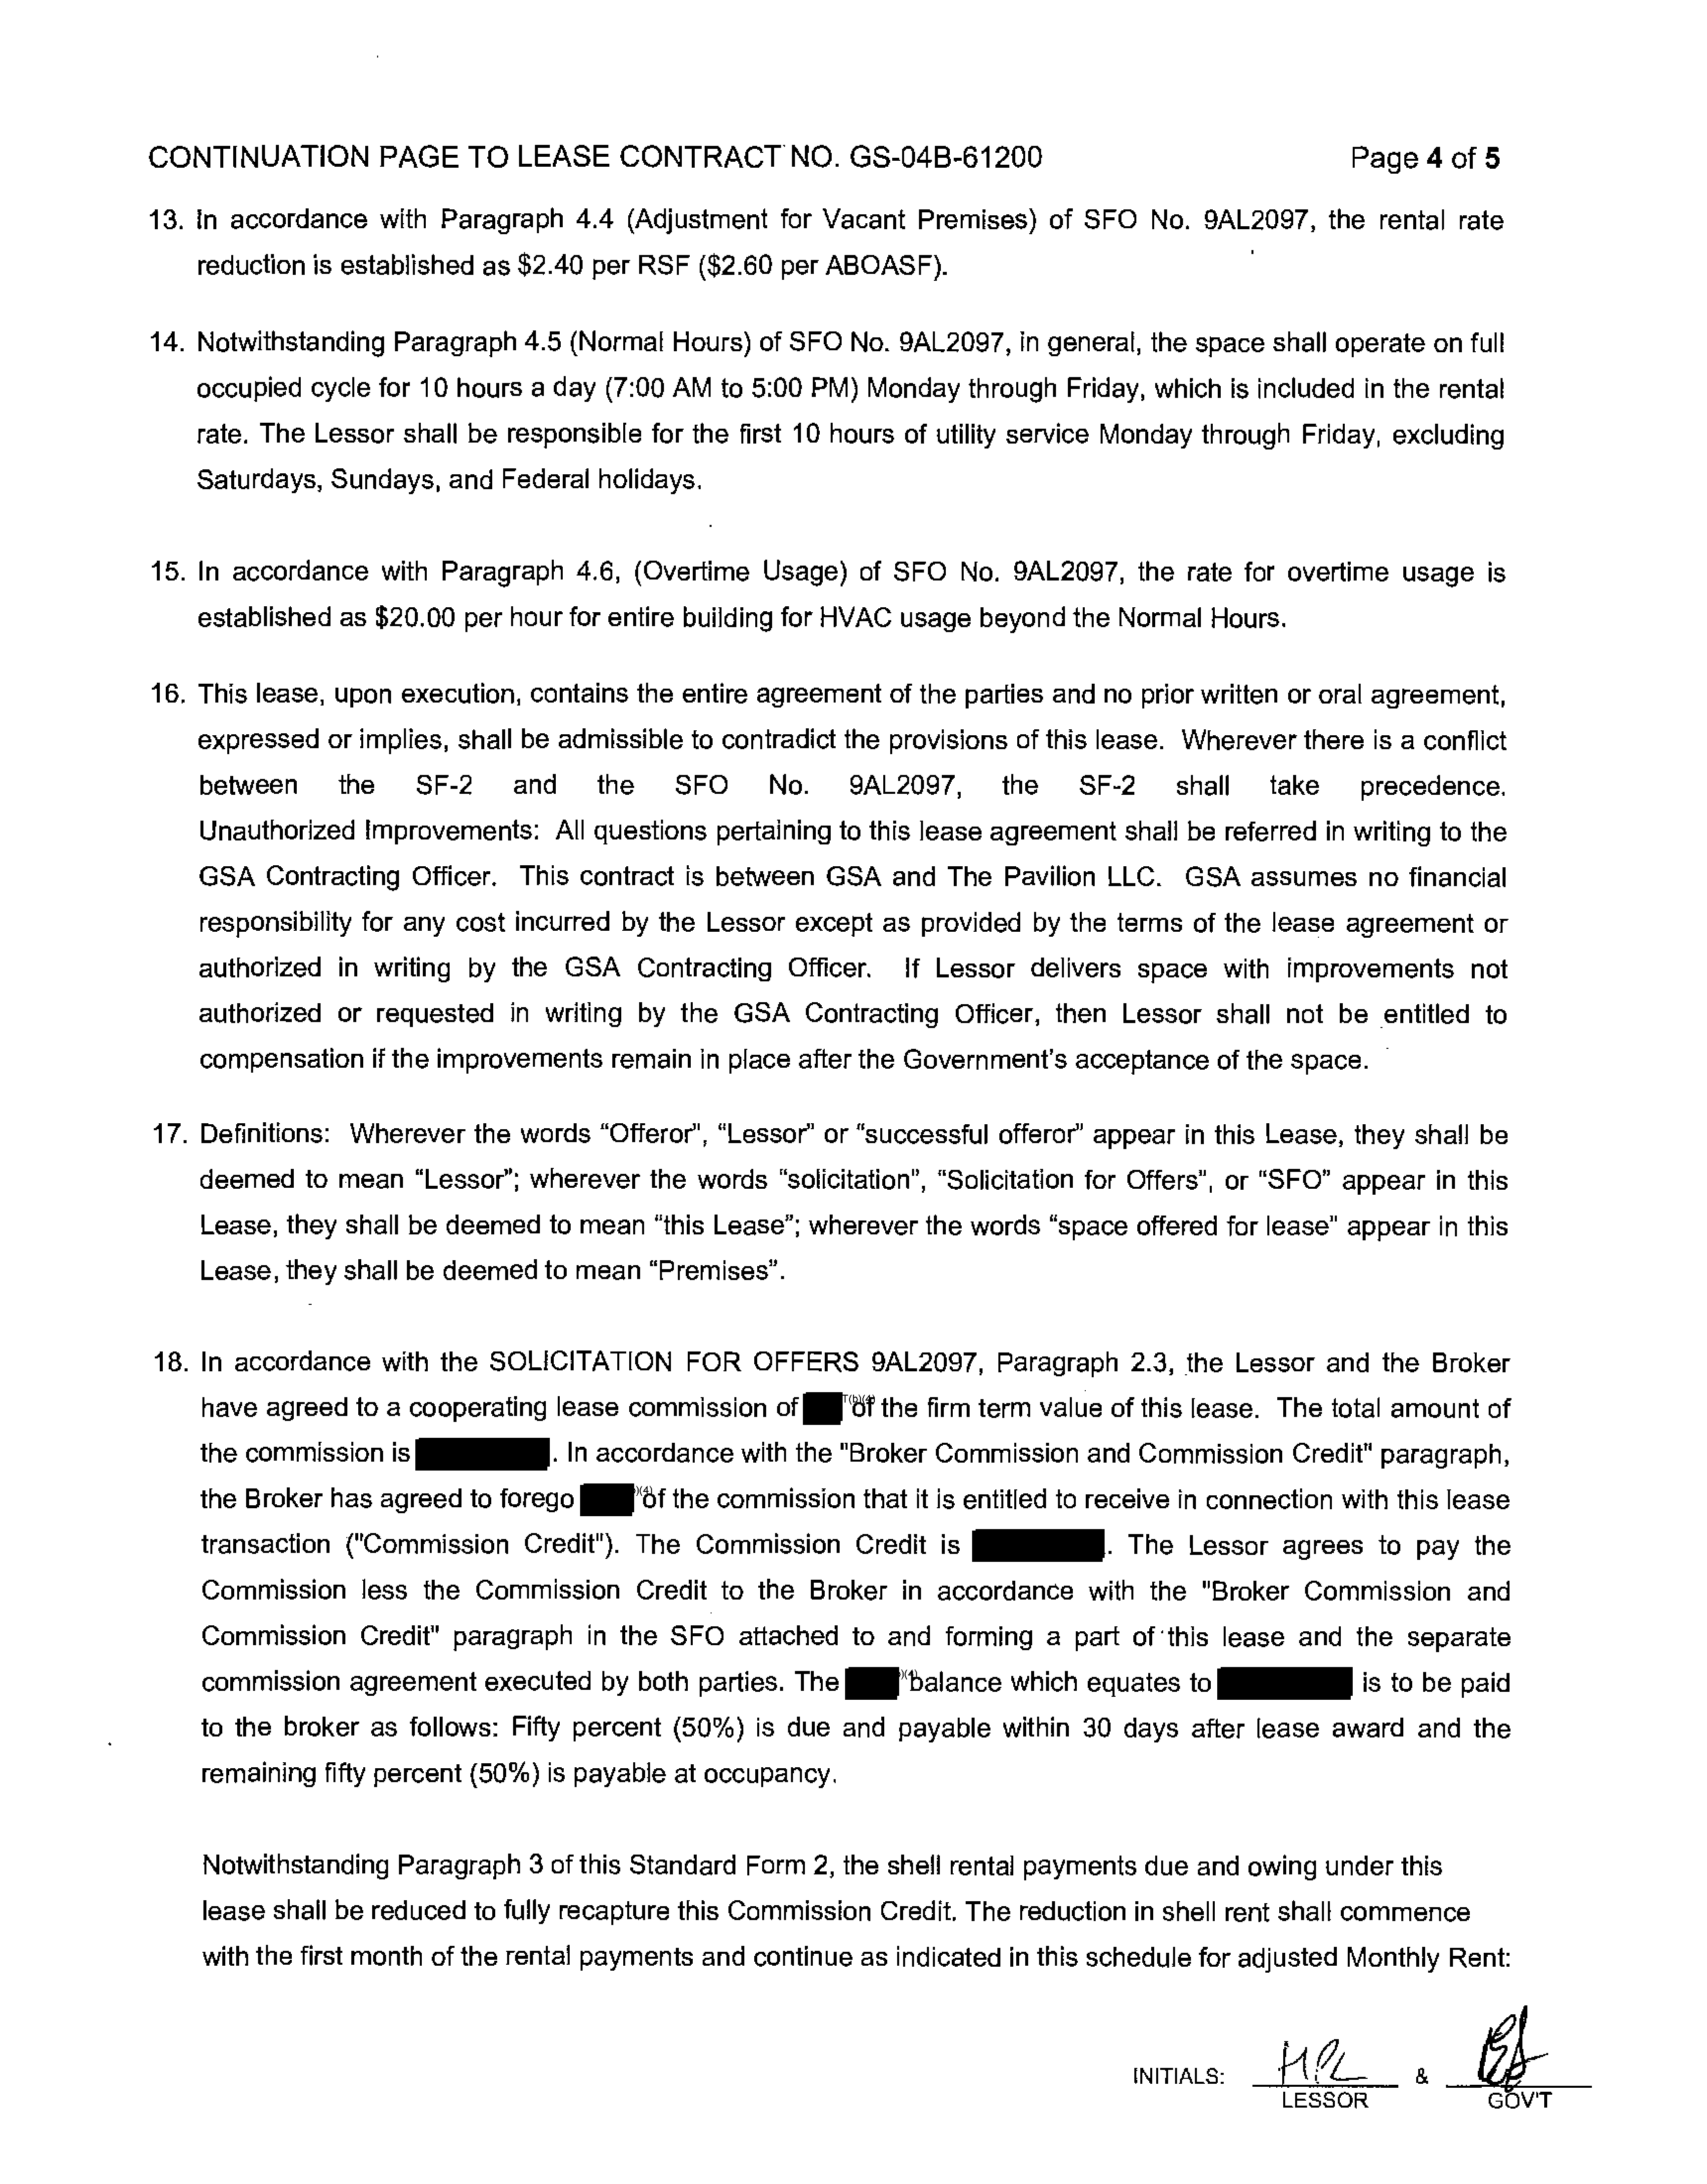 CONTINUATION PAGE TO LEASE CONTRACT NO. GS-04B-61200 Page 4 of 5
13. In accordance with Paragraph 4.4 (Adjustment for Vacant Premises) of SFO No. 9AL2097, the rental rate
reduction is established as $2.40 per RSF ($2.60 per ABOASF).
14. Notwithstanding Paragraph 4.5 (Normal Hours) of SFO No. 9AL2097, in general, the space shall operate on full
occupied cycle for 10 hours a day (7:00 AM to 5:00 PM) Monday through Friday, which is included in the rental
rate. The Lessor shall be responsible for the first 10 hours of utility service Monday through Friday, excluding
Saturdays, Sundays, and Federal holidays.
15. In accordance with Paragraph 4.6, (Overtime Usage) of SFO No. 9AL2097, the rate for overtime usage is
established as $20.00 per hour for entire building for HVAC usage beyond the Normal Hours.
16. This lease, upon execution, contains the entire agreement of the parties and no prior written or oral agreement,
expressed or implies, shall be admissible to contradict the provisions of this lease. Wherever there is a conflict
between the SF-2 and the SFO No. 9AL2097, the SF-2 shall take precedence.
Unauthorized Improvements: All questions pertaining to this lease agreement shall be referred in writing to the
GSA Contracting Officer. This contract is between GSA and The Pavilion LLC. GSA assumes no financial
responsibility for any cost incurred by the Lessor except as provided by the terms of the lease agreement or
authorized in writing by the GSA Contracting Officer. If Lessor delivers space with improvements not
authorized or requested in writing by the GSA Contracting Officer, then Lessor shall not be entitled to
compensation if the improvements remain in place after the Government's acceptance of the space.
17. Definitions: Wherever the words “Offeror”, “Lessor” or “successful offeror” appear in this Lease, they shall be
deemed to mean “Lessor”; wherever the words “solicitation”, “Solicitation for Offers”, or “SFO” appear in this
Lease, they shall be deemed to mean “this Lease”; wherever the words “space offered for lease” appear in this
Lease, they shall be deemed to mean “Premises”.
18. In accordance with the SOLICITATION FOR OFFERS 9AL2097, Paragraph 2.3, the Lessor and the Broker
have agreed to a cooperating lease commission of of the firm term value of this lease. The total amount of
the commission is . In accordance with the "Broker Commission and Commission Credit" paragraph,
the Broker has agreed to forego of the commission that it is entitled to receive in connection with this lease
transaction ("Commission Credit"). The Commission Credit is . The Lessor agrees to pay the
Commission less the Commission Credit to the Broker in accordance with the "Broker Commission and
Commission Credit" paragraph in the SFO attached to and forming a part of this lease and the separate
commission agreement executed by both parties. The balance which equates to is to be paid
to the broker as follows: Fifty percent (50%) is due and payable within 30 days after lease award and the
remaining fifty percent (50%) is payable at occupancy.
Notwithstanding Paragraph 3 of this Standard Form 2, the shell rental payments due and owing under this
lease shall be reduced to fully recapture this Commission Credit. The reduction in shell rent shall commence
with the first month of the rental payments and continue as indicated in this schedule for adjusted Monthly Rent:
INITIALS: &
LESSOR GOV'T